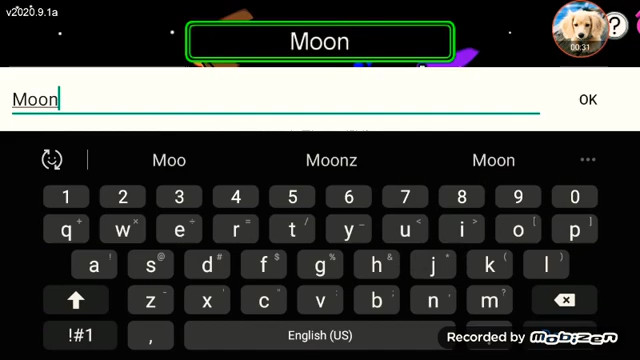 v2020.9.1a
Moon
?
00:31
Moon
OK
Moo Moonz Moon
1 2 3 4 5 6 7 8 9 0
q + w × e ÷ r = t / y _ u < i > o [ p ]
a ! s @ d # f $ g % h & j * k ( l )
z - x ' c " v : b ; n , m ?
!#1 , English (US)
Recorded by
MOBIZEN